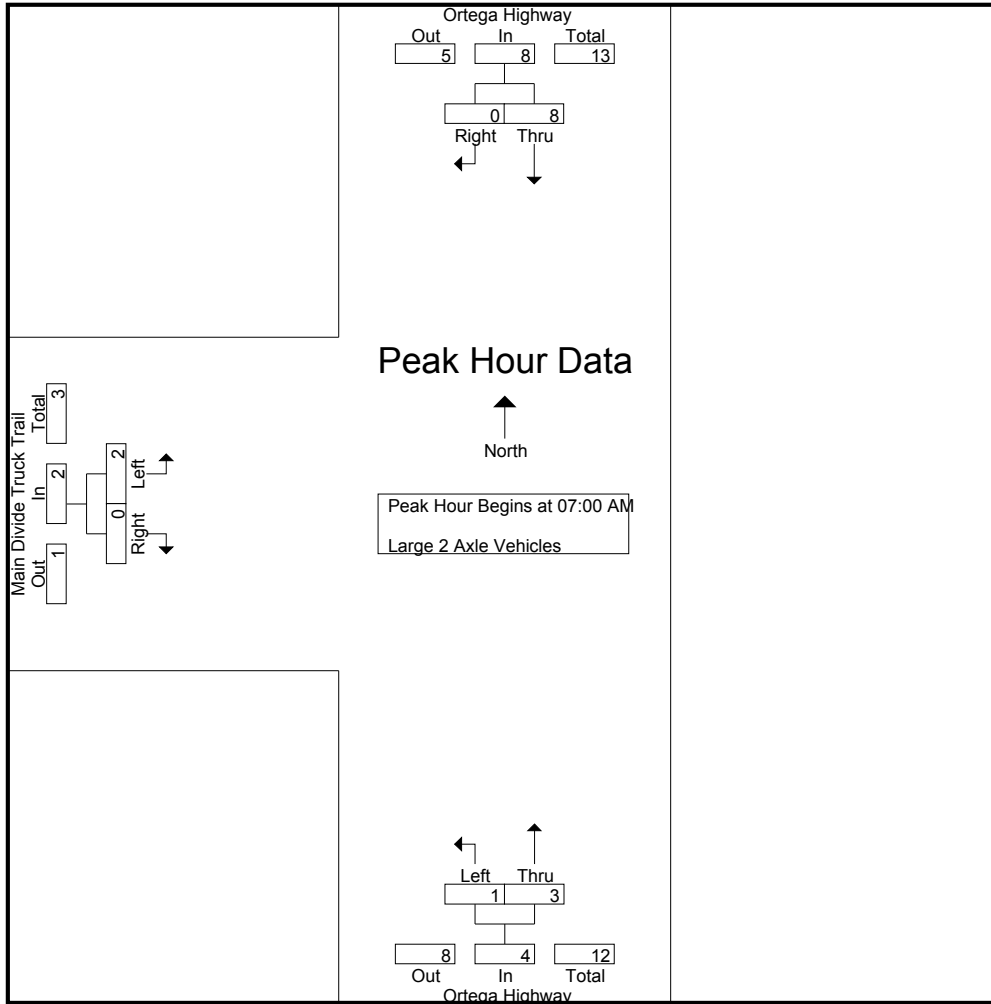 Ortega Highway
Out In Total
5 8 13
0 8
Right Thru
Peak Hour Data
North
Peak Hour Begins at 07:00 AM
Large 2 Axle Vehicles
Main Divide Truck Trail
Out In Total
1 2 3
Right Left
0 2
Left Thru
1 3
8 4 12
Out In Total
Ortega Highway